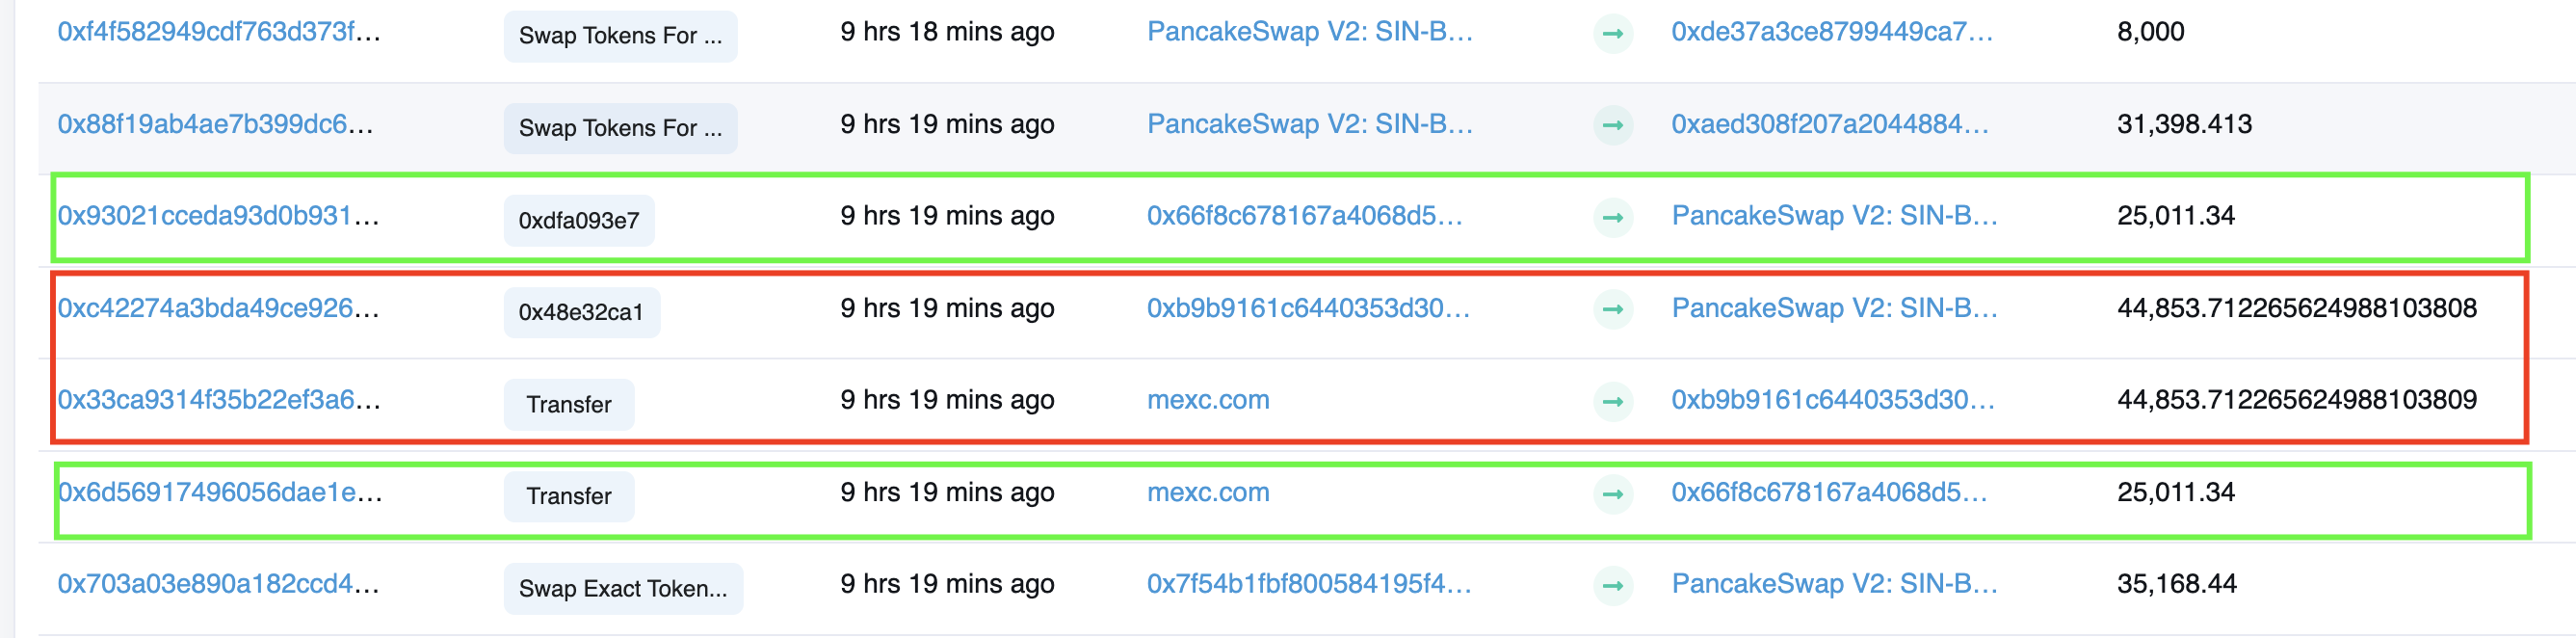 0xf4f582949cdf763d373f... Swap Tokens For ... 9 hrs 18 mins ago PancakeSwap V2: SIN-B... 0xde37a3ce8799449ca7... 8,000
0x88f19ab4ae7b399dc6... Swap Tokens For ... 9 hrs 19 mins ago PancakeSwap V2: SIN-B... 0xaed308f207a2044884... 31,398.413
0x93021cceda93d0b931... 0xdfa093e7 9 hrs 19 mins ago 0x66f8c678167a4068d5... PancakeSwap V2: SIN-B... 25,011.34
0xc42274a3bda49ce926... 0x48e32ca1 9 hrs 19 mins ago 0xb9b9161c6440353d30... PancakeSwap V2: SIN-B... 44,853.712265624988103808
0x33ca9314f35b22ef3a6... Transfer 9 hrs 19 mins ago mexc.com 0xb9b9161c6440353d30... 44,853.712265624988103809
0x6d56917496056dae1e... Transfer 9 hrs 19 mins ago mexc.com 0x66f8c678167a4068d5... 25,011.34
0x703a03e890a182ccd4... Swap Exact Token... 9 hrs 19 mins ago 0x7f54b1fbf800584195f4... PancakeSwap V2: SIN-B... 35,168.44